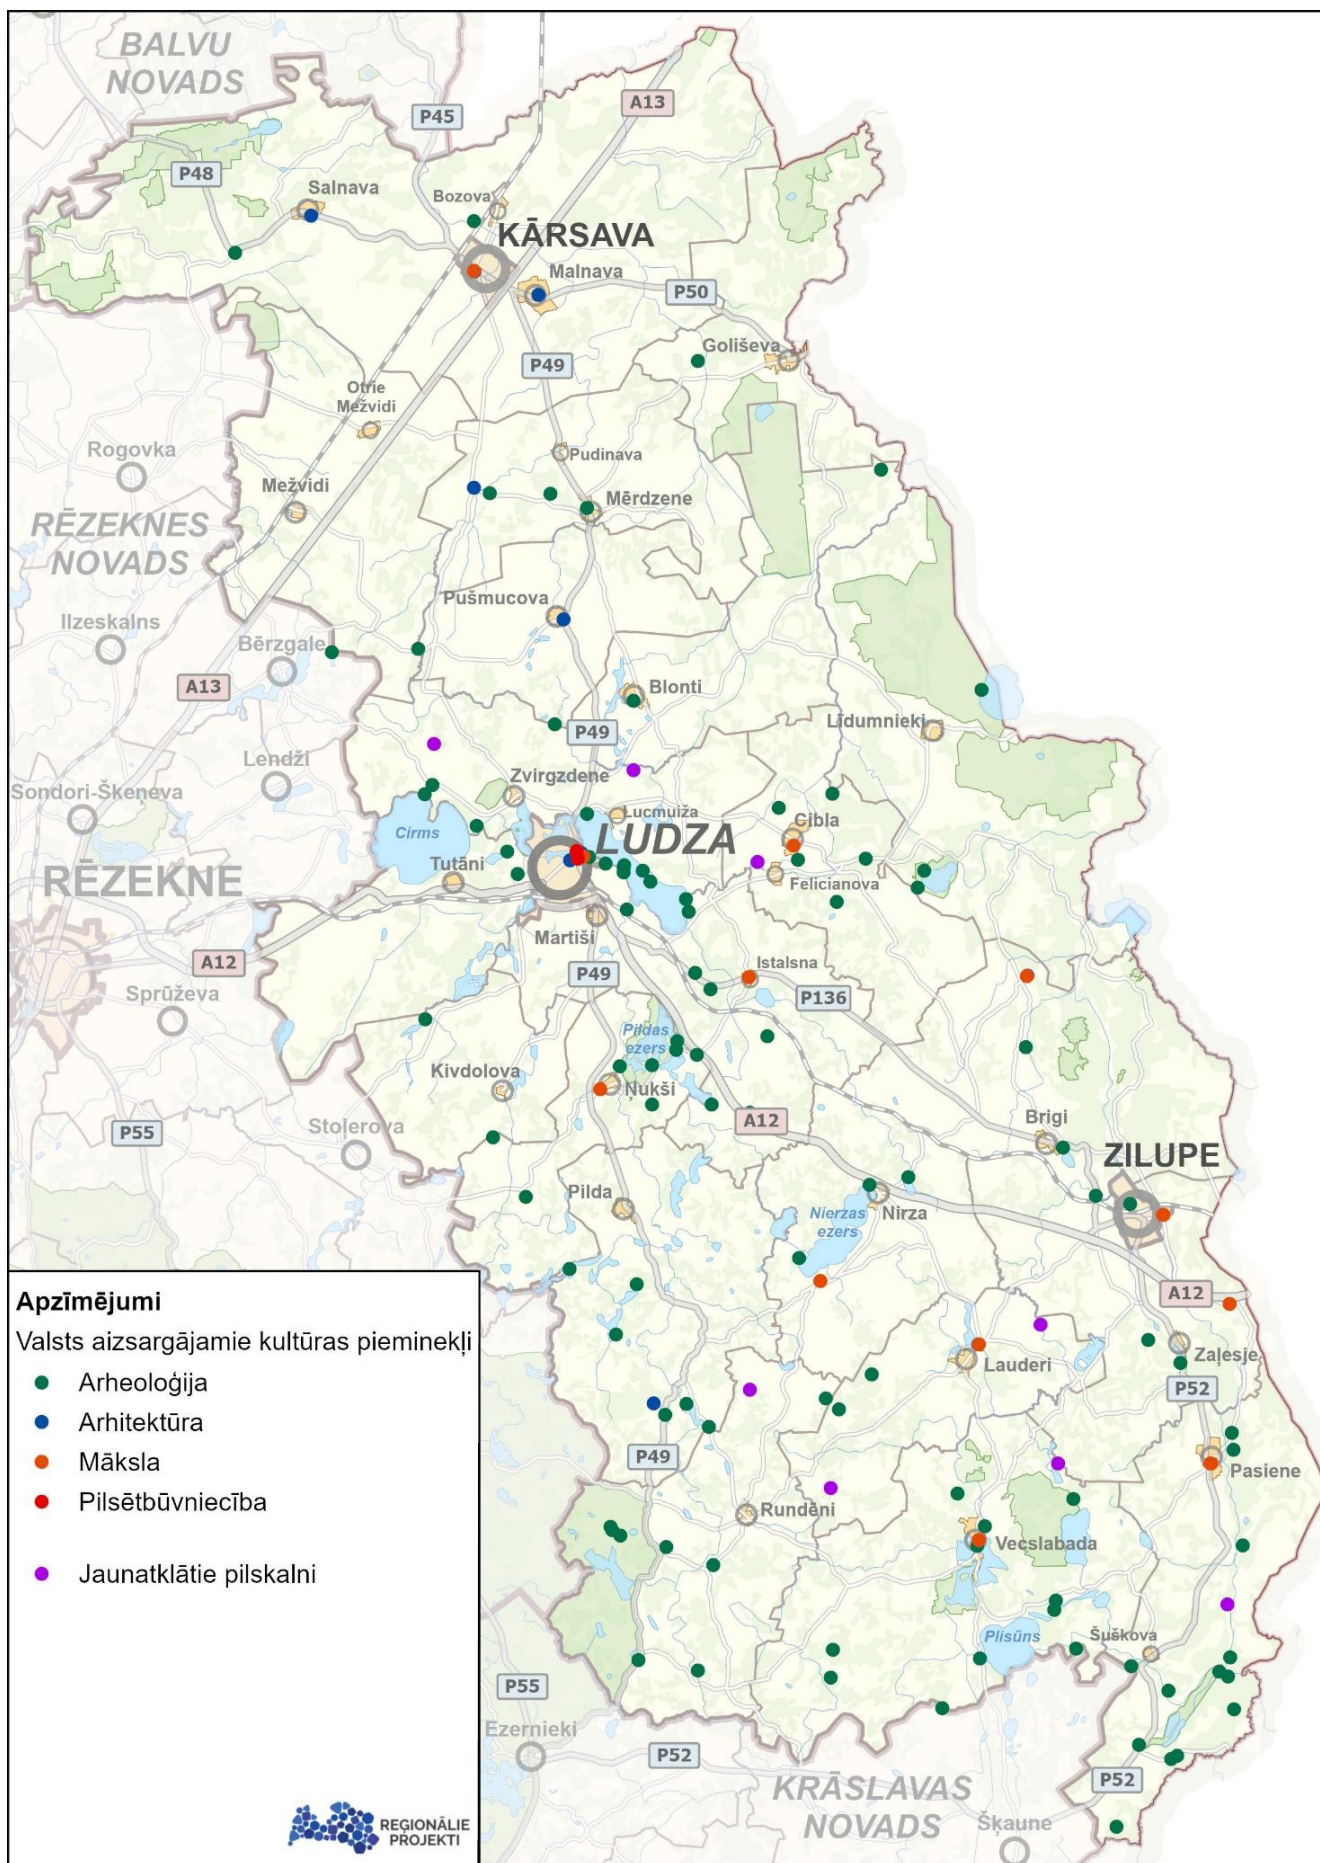 BALVU
NOVADS
P45
A13
P48
Salnava
Bozova
KĀRSAVA
Malnava
P50
Goliševa
P49
Otrie
Mežvidi
Rogovka
Pudinava
Mežvidi
Mērdzene
RĒZEKNES
NOVADS
Pušmucova
Ilzeskalns
Bērzgale
A13
Blonti
P49
Līdumnieki
Lendži
Zvirgzdene
Sondori-Škeneva
Lucmuiža
Cirms
LUDZA
Cibla
Tutāni
RĒZEKNE
Felicianova
Martiši
A12
P49
Istalsna
Sprūževa
P136
Pildas
ezers
Kivdolova
Nukši
P55
Stoļerova
A12
Brigi
ZILUPE
Pilda
Nierzas
ezers
Nirza
A12
Lauderi
Zaļesje
P52
P49
Pasiene
Rundēni
Vecslabada
Plisūns
Šuškova
P55
Ezernieki
P52
KRĀSLAVAS
NOVADS
P52
Šķaune
Apzīmējumi
Valsts aizsargājamie kultūras pieminekļi
Arheoloģija
Arhitektūra
Māksla
Pilsētbūvniecība
Jaunatklātie pilskalni
REĢIONĀLIE
PROJEKTI